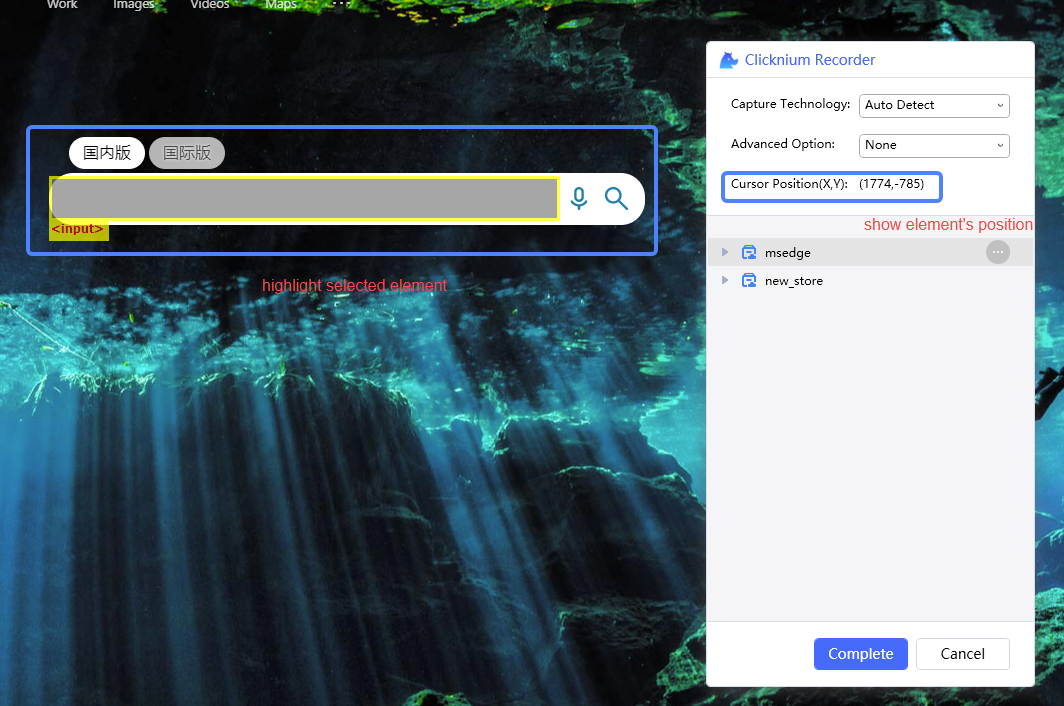 Work Images Videos Maps ...
国内版 国际版
<input>
highlight selected element
Clicknium Recorder
Capture Technology: Auto Detect
Advanced Option: None
Cursor Position(X,Y): (1774,-785)
show element's position
msedge
new_store
Complete Cancel